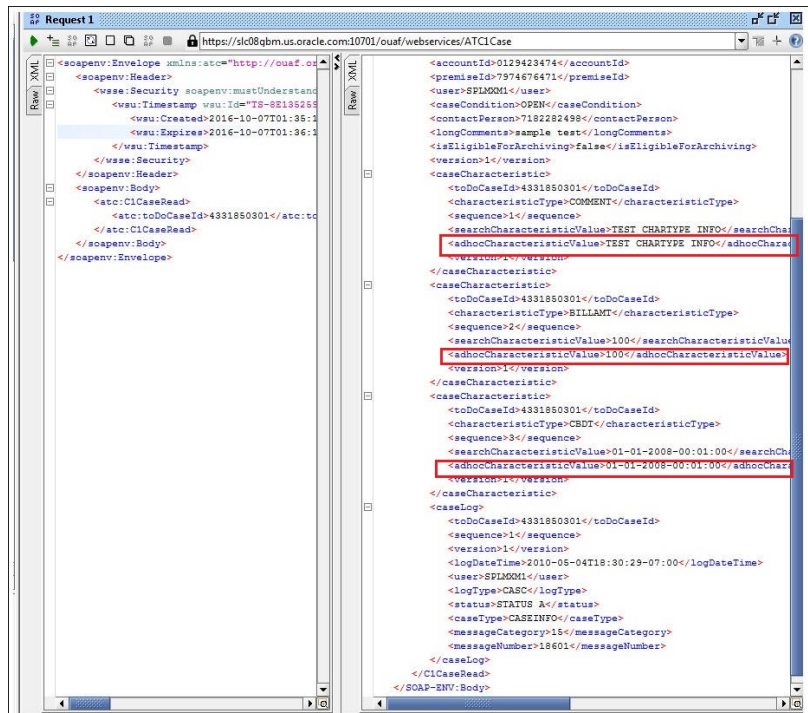 Request 1
https://slc08qbm.us.oracle.com:10701/ouaf/webservices/ATC1Case
XML
Raw
<soapenv:Envelope xmlns:atc="http://ouaf.or
<soapenv:Header>
<wsse:Security soapenv:mustUnderstand
<wsu:Timestamp wsu:Id="TS-8E135259
<wsu:Created>2016-10-07T01:35:1
<wsu:Expires>2016-10-07T01:36:1
</wsu:Timestamp>
</wsse:Security>
</soapenv:Header>
<soapenv:Body>
<atc:C1CaseRead>
<atc:toDoCaseId>4331850301</atc:to
</atc:C1CaseRead>
</soapenv:Body>
</soapenv:Envelope>
XML
Raw
<accountId>0129423474</accountId>
<premiseId>7974676471</premiseId>
<user>SPLMXM1</user>
<caseCondition>OPEN</caseCondition>
<contactPerson>7182282498</contactPerson>
<longComments>sample test</longComments>
<isEligibleForArchiving>false</isEligibleForArchiving>
<version>1</version>
<caseCharacteristic>
<toDoCaseId>4331850301</toDoCaseId>
<characteristicType>COMMENT</characteristicType>
<sequence>1</sequence>
<searchCharacteristicValue>TEST CHARTYPE INFO</searchChar
<adhocCharacteristicValue>TEST CHARTYPE INFO</adhocCharac
<version>1</version>
</caseCharacteristic>
<caseCharacteristic>
<toDoCaseId>4331850301</toDoCaseId>
<characteristicType>BILLAMT</characteristicType>
<sequence>2</sequence>
<searchCharacteristicValue>100</searchCharacteristicValue
<adhocCharacteristicValue>100</adhocCharacteristicValue>
<version>1</version>
</caseCharacteristic>
<caseCharacteristic>
<toDoCaseId>4331850301</toDoCaseId>
<characteristicType>CBDT</characteristicType>
<sequence>3</sequence>
<searchCharacteristicValue>01-01-2008-00:01:00</searchCha
<adhocCharacteristicValue>01-01-2008-00:01:00</adhocChara
<version>1</version>
</caseCharacteristic>
<caseLog>
<toDoCaseId>4331850301</toDoCaseId>
<sequence>1</sequence>
<version>1</version>
<logDateTime>2010-05-04T18:30:29-07:00</logDateTime>
<user>SPLMXM1</user>
<logType>CASC</logType>
<status>STATUS A</status>
<caseType>CASEINFO</caseType>
<messageCategory>15</messageCategory>
<messageNumber>18601</messageNumber>
</caseLog>
</C1CaseRead>
</SOAP-ENV:Body>